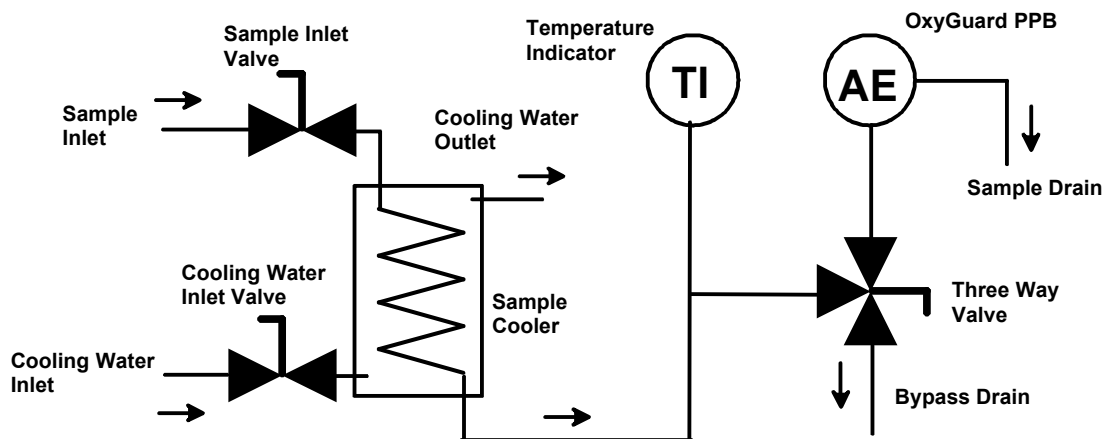 Sample Inlet
Valve
Temperature
Indicator
OxyGuard PPB
TI
AE
Sample
Inlet
Cooling Water
Outlet
Sample Drain
Cooling Water
Inlet Valve
Sample
Cooler
Three Way
Valve
Cooling Water
Inlet
Bypass Drain